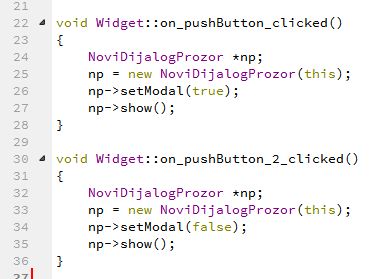 21
22 void Widget::on_pushButton_clicked()
23 {
24     NoviDijalogProzor *np;
25     np = new NoviDijalogProzor(this);
26     np->setModal(true);
27     np->show();
28 }
29
30 void Widget::on_pushButton_2_clicked()
31 {
32     NoviDijalogProzor *np;
33     np = new NoviDijalogProzor(this);
34     np->setModal(false);
35     np->show();
36 }
37